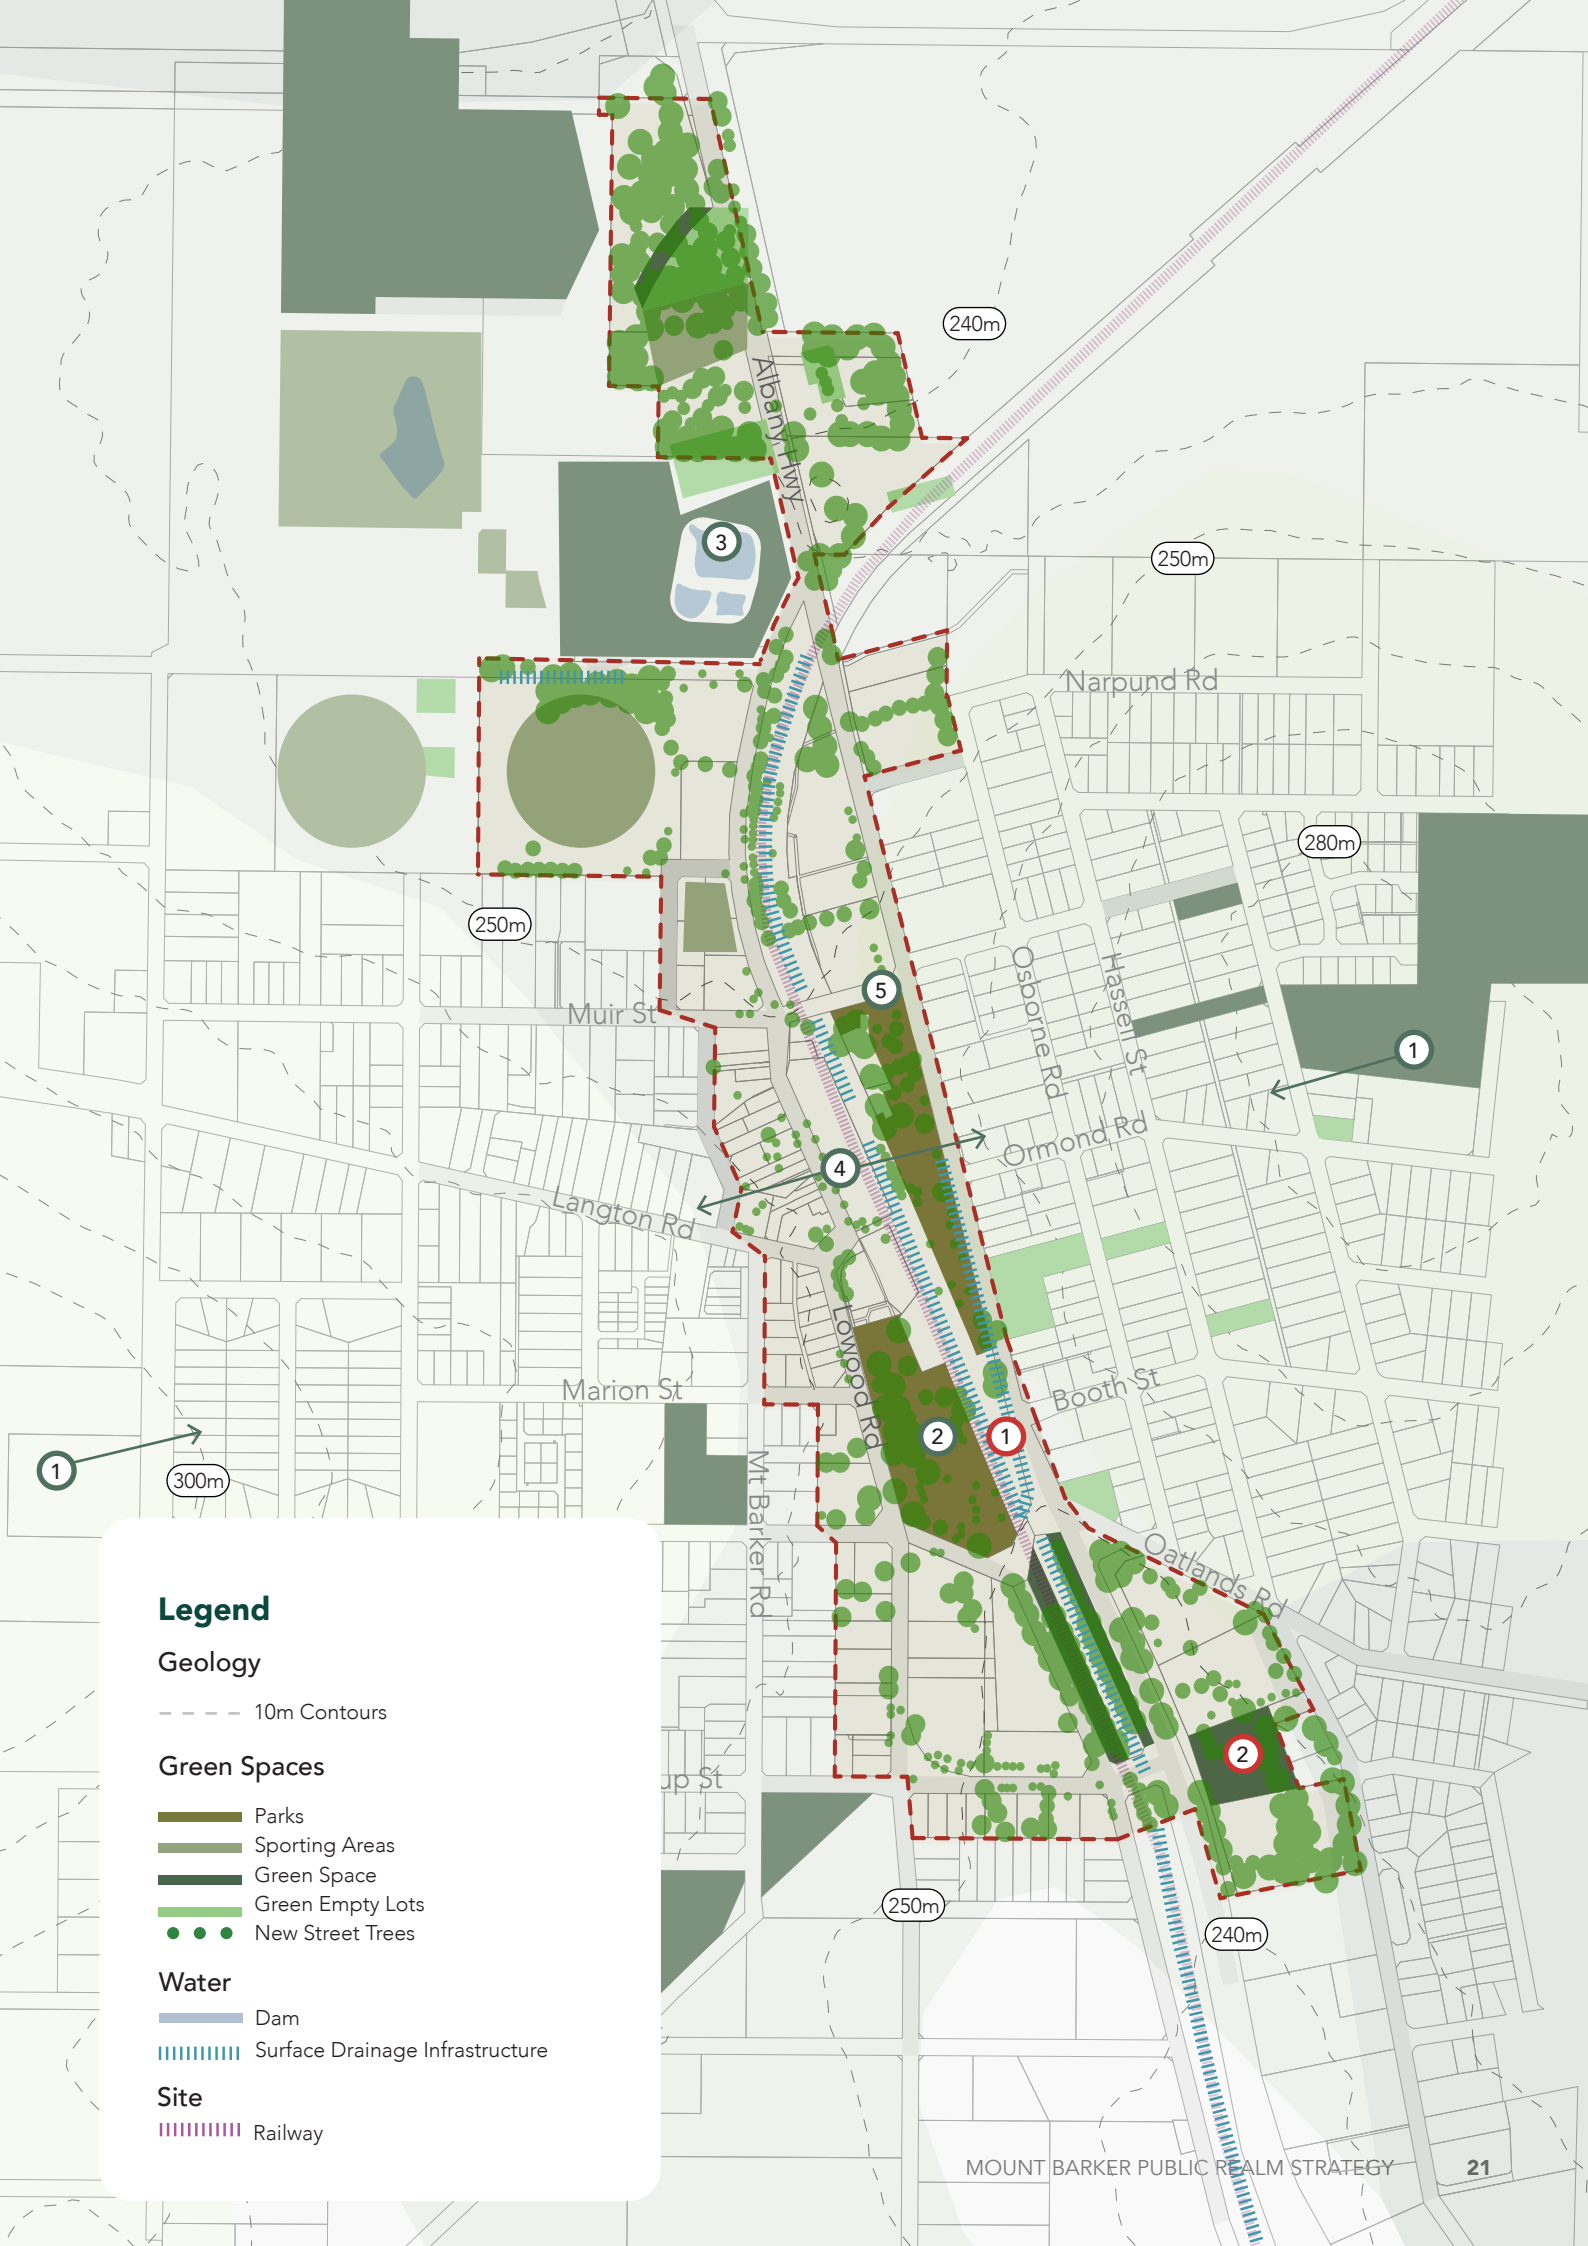 240m
Albany Hwy
3
250m
Narpund Rd
280m
250m
Osborne Rd
Hassell St
5
Muir St
1
4
Ormond Rd
Langton Rd
Lowood Rd
Marion St
Booth St
2
1
1
300m
Mt Barker Rd
Oatlands Rd
2
up St
250m
240m
Legend
Geology
10m Contours
Green Spaces
Parks
Sporting Areas
Green Space
Green Empty Lots
New Street Trees
Water
Dam
Surface Drainage Infrastructure
Site
Railway
MOUNT BARKER PUBLIC REALM STRATEGY 21